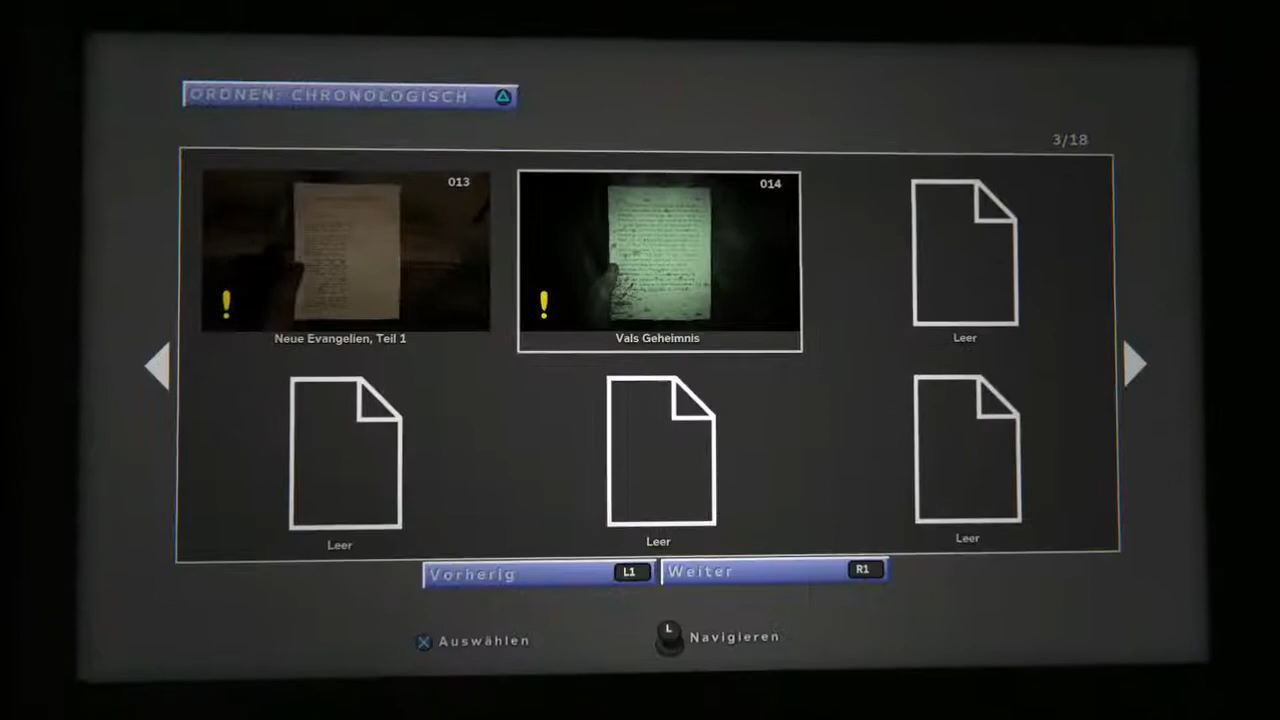 ORDNEN: CHRONOLOGISCH
3/18
013
014
Neue Evangelien, Teil 1
Vals Geheimnis
Leer
Leer
Leer
Leer
Vorherig L1
Weiter R1
Auswählen
L Navigieren